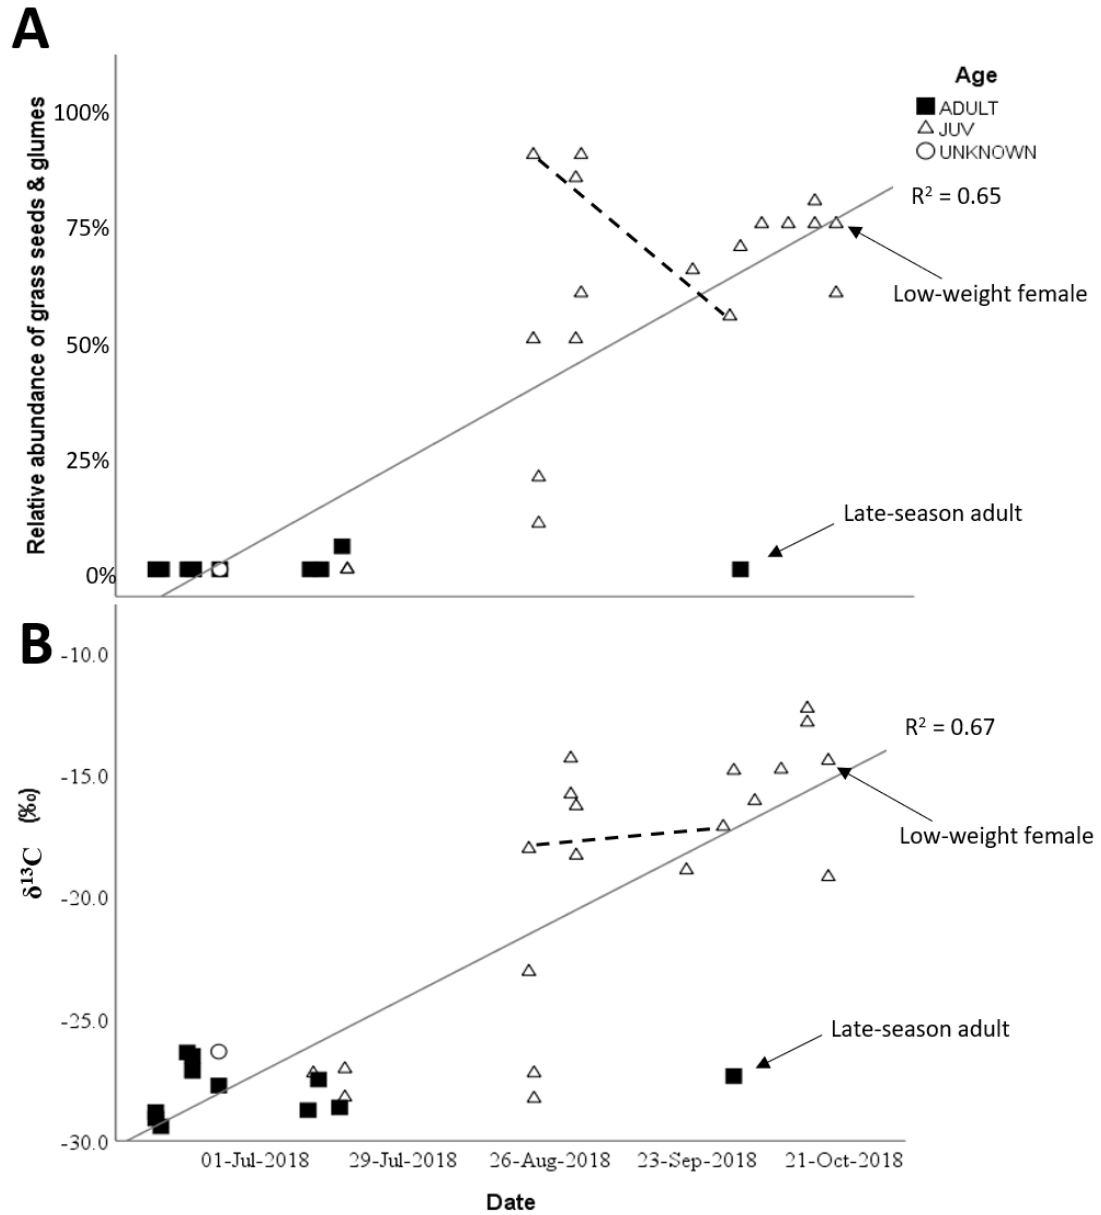 A
Relative abundance of grass seeds & glumes
100%
75%
50%
25%
0%
Age
ADULT
JUV
UNKNOWN
R² = 0.65
Low-weight female
Late-season adult
B
δ¹³C (‰)
-10.0
-15.0
-20.0
-25.0
-30.0
R² = 0.67
Low-weight female
Late-season adult
01-Jul-2018 29-Jul-2018 26-Aug-2018 23-Sep-2018 21-Oct-2018
Date